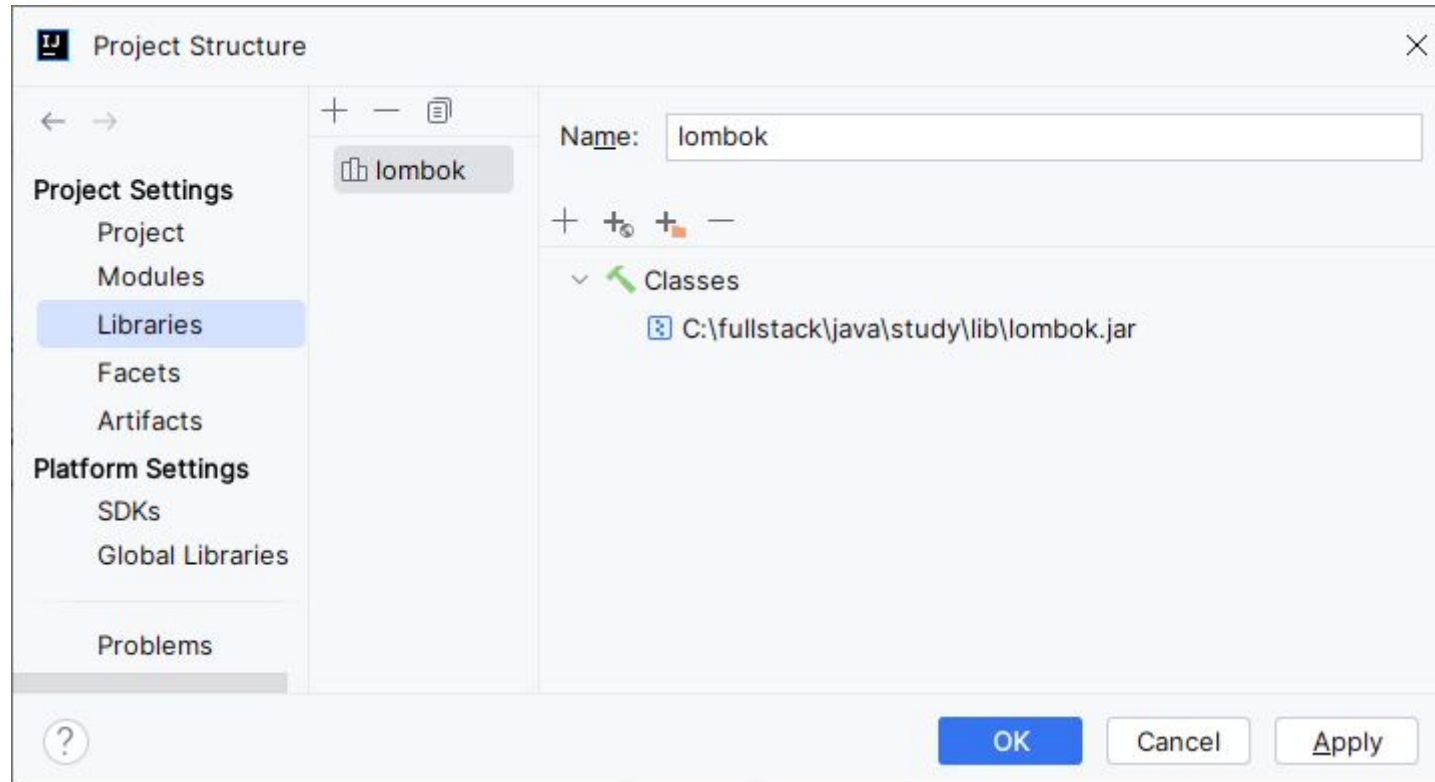 IJ
Project Structure
Project Settings
Project
Modules
Libraries
Facets
Artifacts
Platform Settings
SDKs
Global Libraries
Problems
lombok
Name: lombok
Classes
C:\fullstack\java\study\lib\lombok.jar
?
OK Cancel Apply